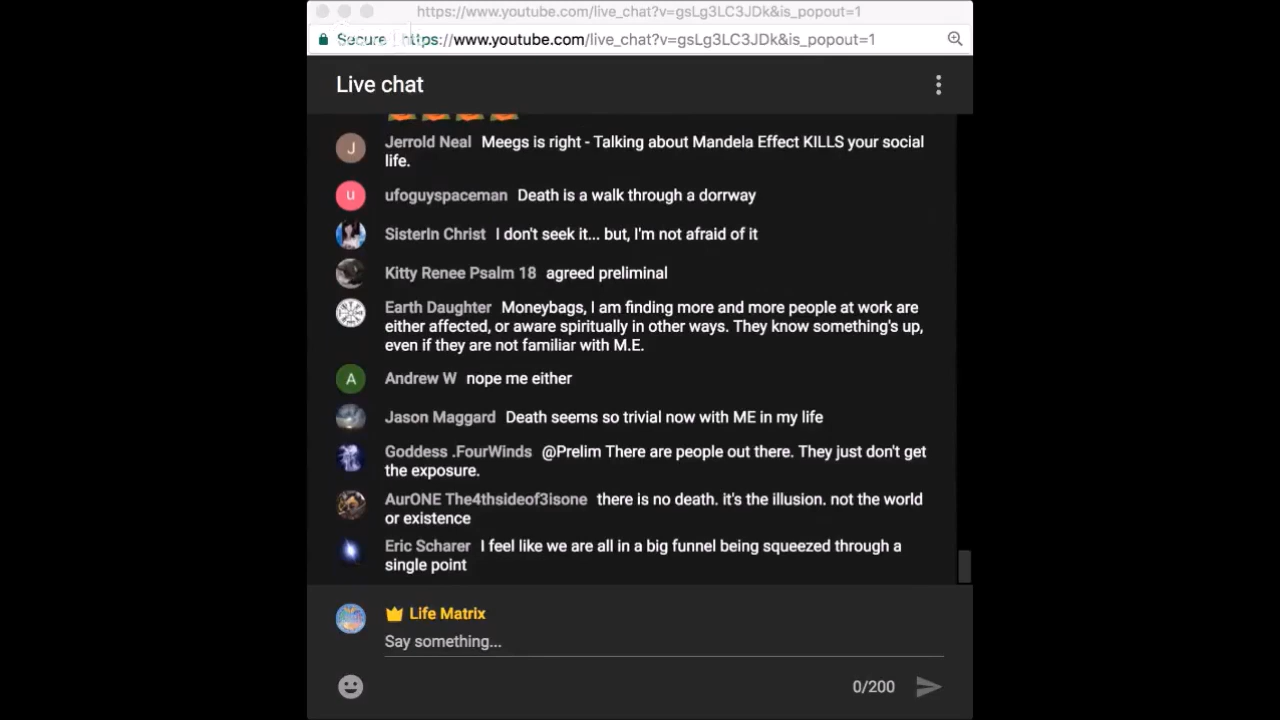 https://www.youtube.com/live_chat?v=gsLg3LC3JDk&is_popout=1
Secure https://www.youtube.com/live_chat?v=gsLg3LC3JDk&is_popout=1
Live chat
J Jerrold Neal Meegs is right - Talking about Mandela Effect KILLS your social
life.
u ufoguyspaceman Death is a walk through a dorrway
SisterIn Christ I don't seek it... but, I'm not afraid of it
Kitty Renee Psalm 18 agreed preliminal
Earth Daughter Moneybags, I am finding more and more people at work are
either affected, or aware spiritually in other ways. They know something's up,
even if they are not familiar with M.E.
A Andrew W nope me either
Jason Maggard Death seems so trivial now with ME in my life
Goddess .FourWinds @Prelim There are people out there. They just don't get
the exposure.
AurONE The4thsideof3isone there is no death. it's the illusion. not the world
or existence
Eric Scharer I feel like we are all in a big funnel being squeezed through a
single point
Life Matrix
Say something...
0/200